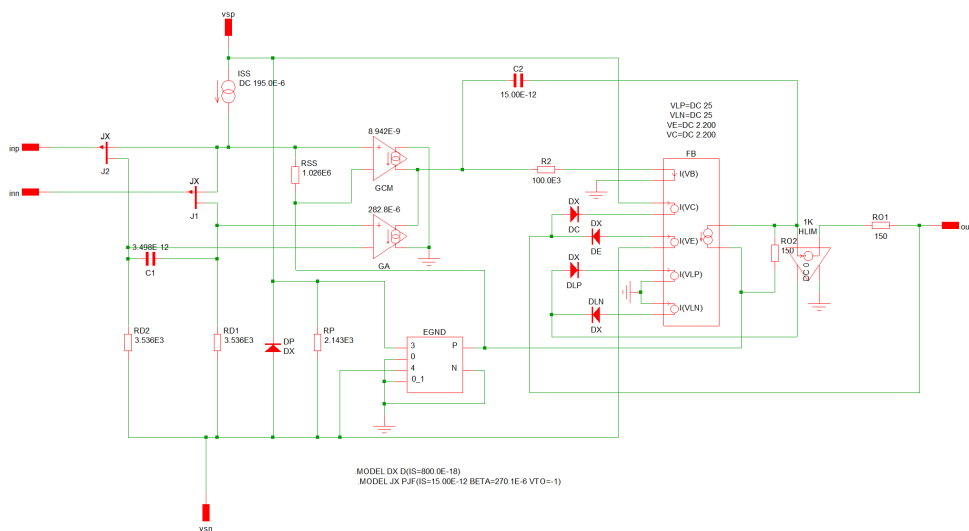 vsp
ISS
DC 195.0E-6
C2
15.00E-12
VLP=DC 25
VLN=DC 25
VE=DC 2.200
VC=DC 2.200
8.942E-9
JX
inp
J2
RSS
1.026E6
GCM
R2
100.0E3
FB
I(VB)
I(VC)
I(VE)
I(VLP)
I(VLN)
JX
inn
J1
282.8E-6
GA
DX
DC
DX
DE
DX
DLP
DLN
DX
1K
HLIM
DC 0
RO2
150
RO1
150
ou
3.498E-12
C1
RD2
3.536E3
RD1
3.536E3
DP
DX
RP
2.143E3
EGND
3
0
4
0_1
P
N
.MODEL DX D(IS=800.0E-18)
.MODEL JX PJF(IS=15.00E-12 BETA=270.1E-6 VTO=-1)
vsn